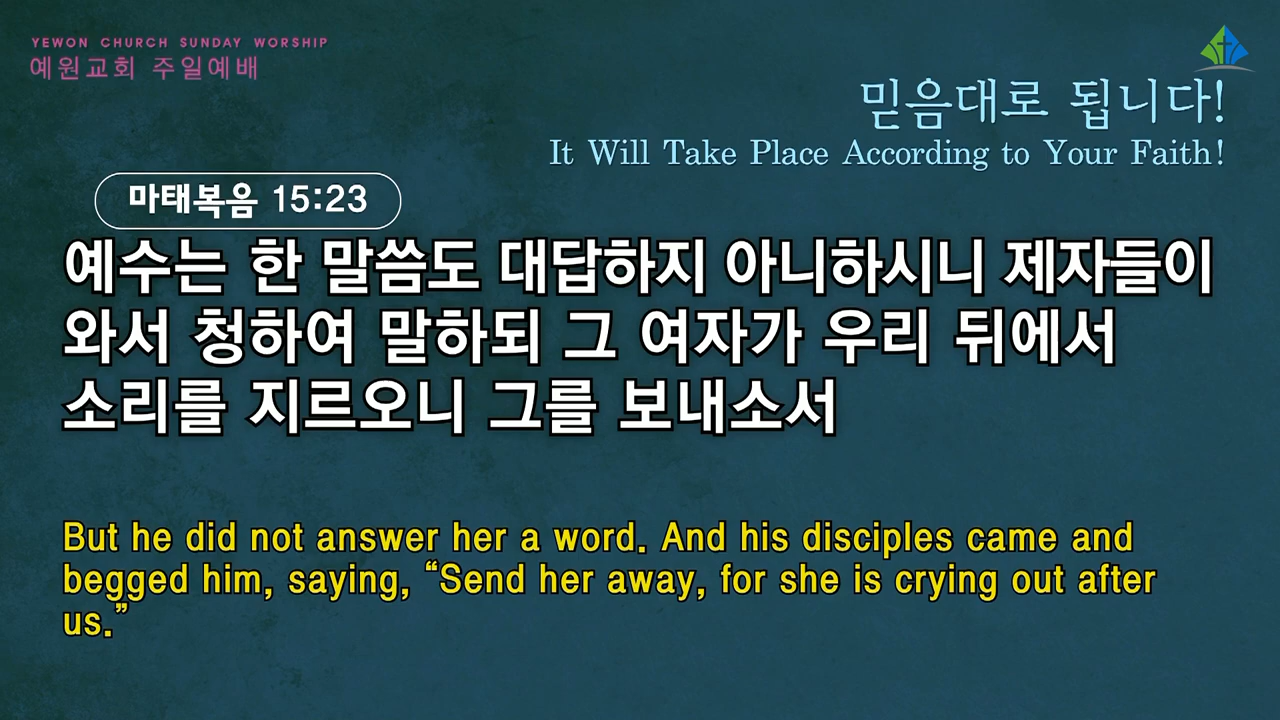 YEWON CHURCH SUNDAY WORSHIP
예원교회 주일예배
믿음대로 됩니다!
It Will Take Place According to Your Faith!
마태복음 15:23
예수는 한 말씀도 대답하지 아니하시니 제자들이
와서 청하여 말하되 그 여자가 우리 뒤에서
소리를 지르오니 그를 보내소서
But he did not answer her a word. And his disciples came and
begged him, saying, “Send her away, for she is crying out after
us.”